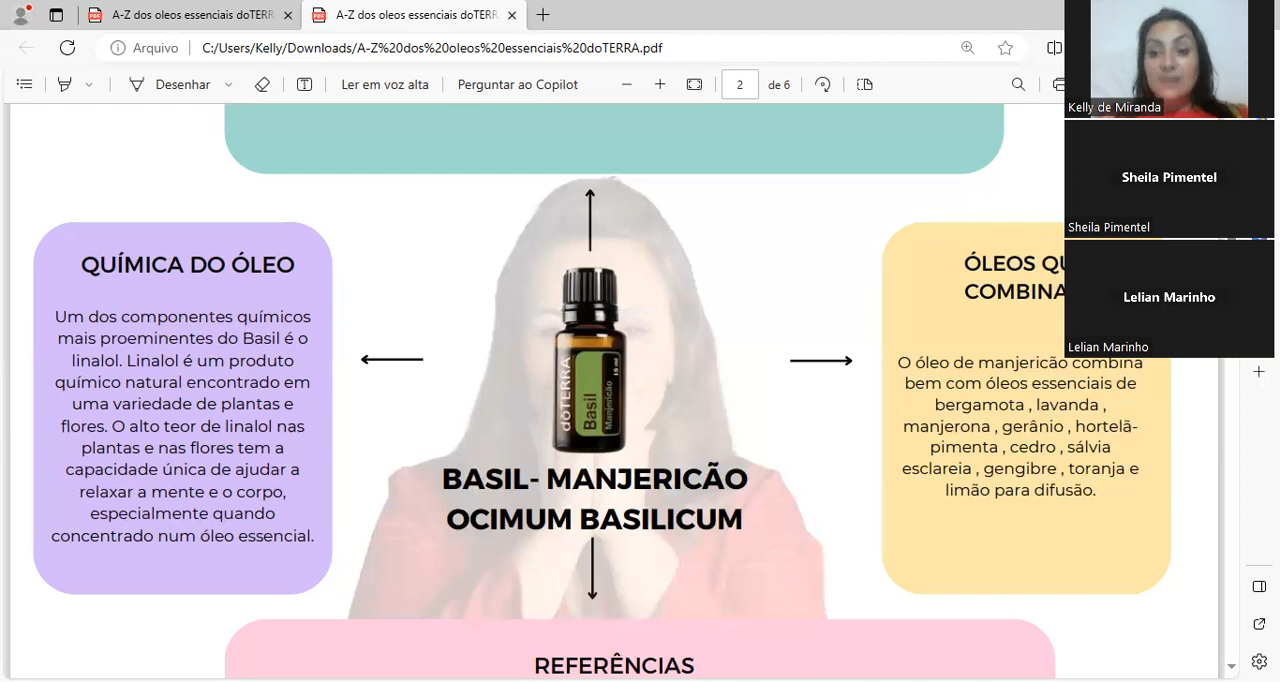 A-Z dos oleos essenciais doTERR
A-Z dos oleos essenciais doTERR
Arquivo
C:/Users/Kelly/Downloads/A-Z%20dos%20oleos%20essenciais%20doTERRA.pdf
Desenhar
Ler em voz alta
Perguntar ao Copilot
2
de 6
Kelly de Miranda
Sheila Pimentel
Sheila Pimentel
Lelian Marinho
Lelian Marinho
QUÍMICA DO ÓLEO
Um dos componentes químicos
mais proeminentes do Basil é o
linalol. Linalol é um produto
químico natural encontrado em
uma variedade de plantas e
flores. O alto teor de linalol nas
plantas e nas flores tem a
capacidade única de ajudar a
relaxar a mente e o corpo,
especialmente quando
concentrado num óleo essencial.
dōTERRA
Basil
Manjericão
15 ml
BASIL- MANJERICÃO
OCIMUM BASILICUM
ÓLEOS QU
COMBINA
O óleo de manjericão combina
bem com óleos essenciais de
bergamota , lavanda ,
manjerona , gerânio , hortelã-
pimenta , cedro , sálvia
esclareia , gengibre , toranja e
limão para difusão.
REFERÊNCIAS